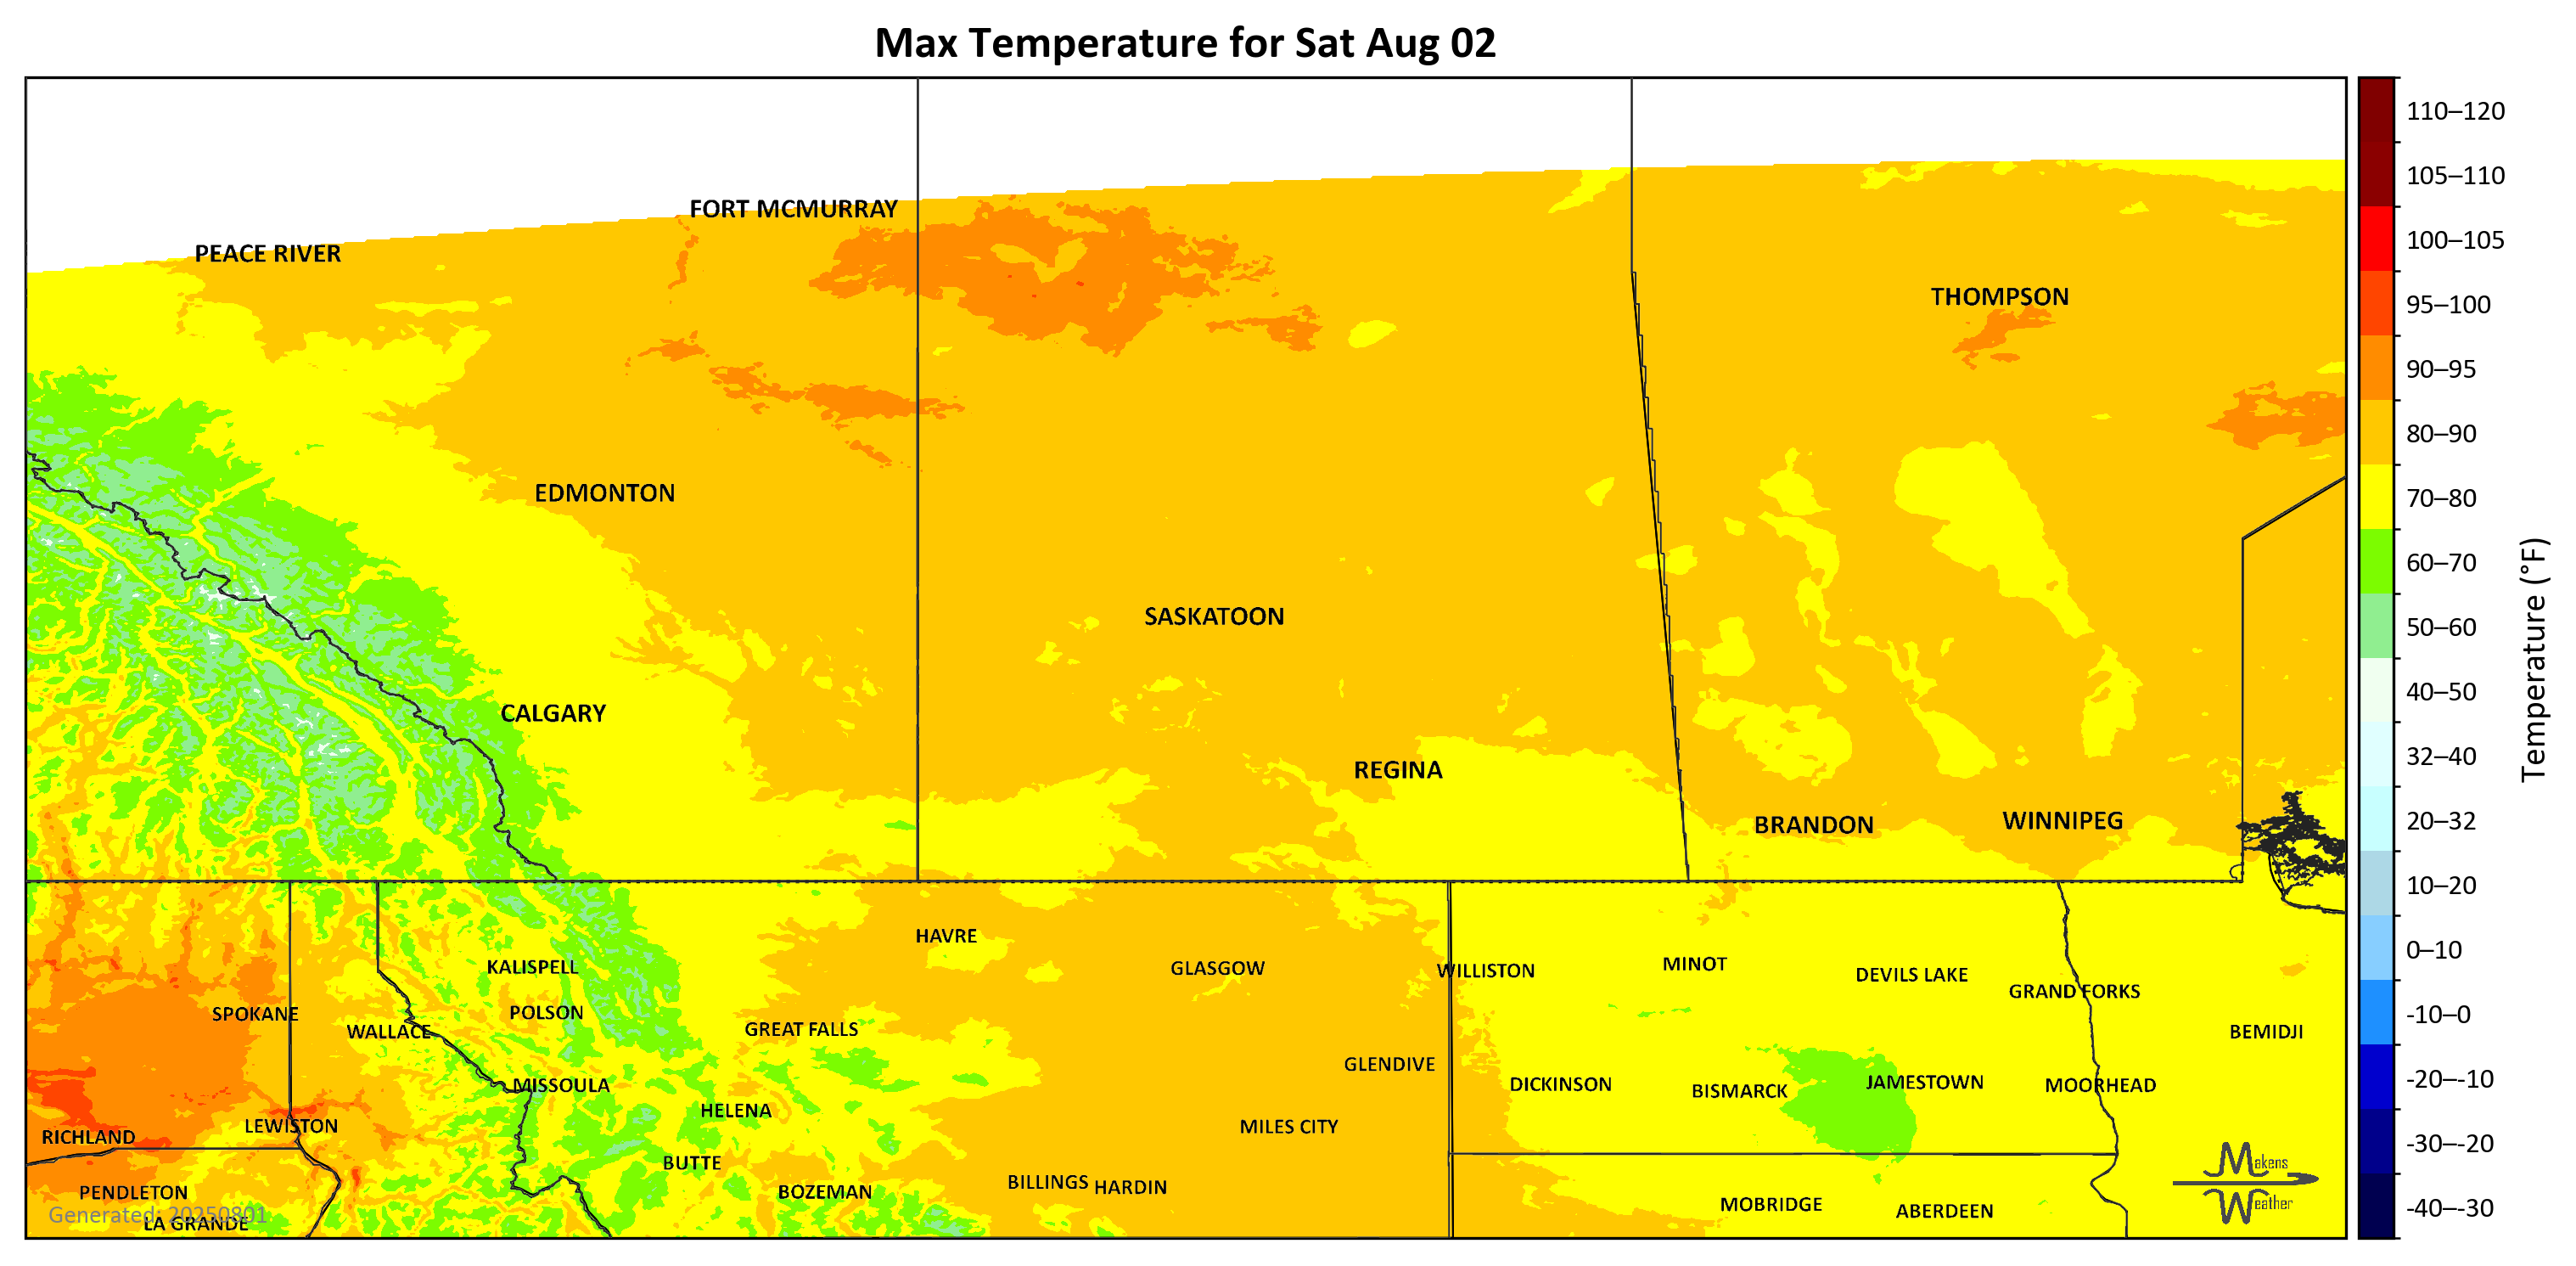 Max Temperature for Sat Aug 02
FORT MCMURRAY
PEACE RIVER
THOMPSON
EDMONTON
SASKATOON
CALGARY
REGINA
BRANDON
WINNIPEG
HAVRE
KALISPELL
GLASGOW
WILLISTON
MINOT
DEVILS LAKE
GRAND FORKS
SPOKANE
POLSON
WALLACE
GREAT FALLS
BEMIDJI
GLENDIVE
MISSOULA
DICKINSON
BISMARCK
JAMESTOWN
MOORHEAD
HELENA
LEWISTON
MILES CITY
RICHLAND
BUTTE
PENDLETON
BOZEMAN
BILLINGS
HARDIN
MOBRIDGE
ABERDEEN
Generated: 20250801
LA GRANDE
Makens
Weather
110–120
105–110
100–105
95–100
90–95
80–90
70–80
60–70
50–60
40–50
32–40
20–32
10–20
0–10
-10–0
-20–-10
-30–-20
-40–-30
Temperature (°F)